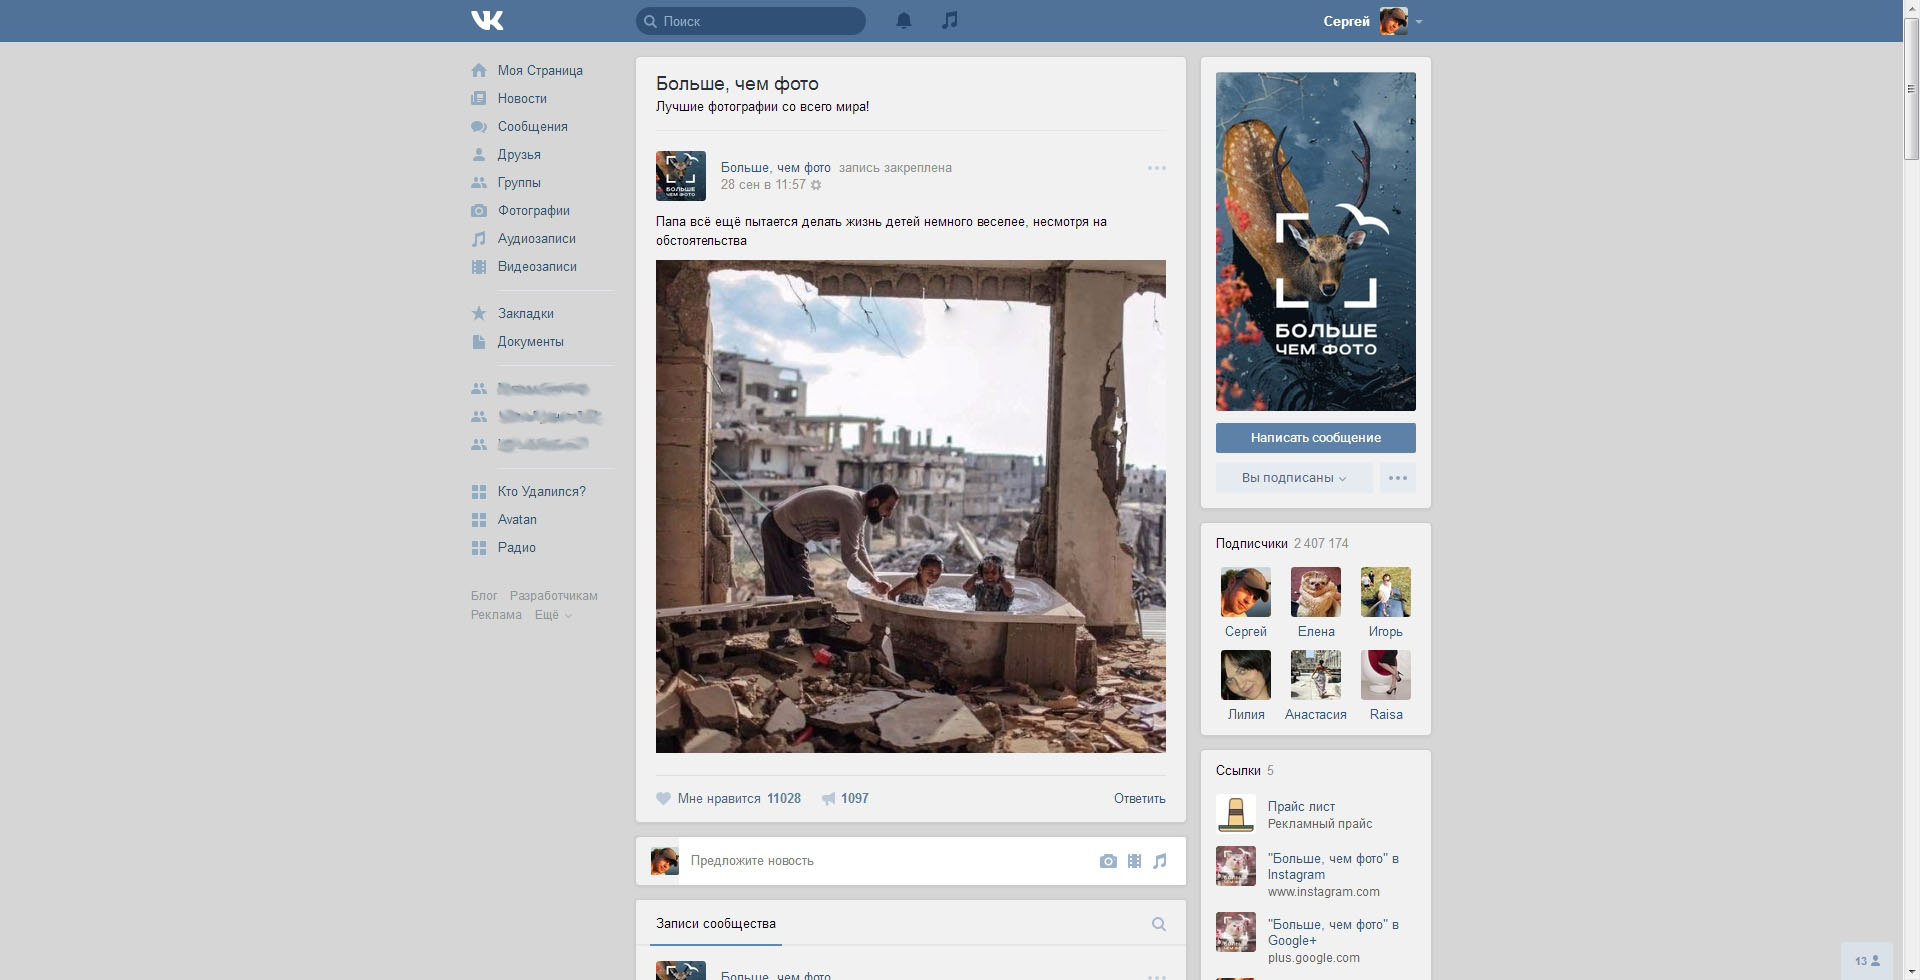 VK
Поиск
Сергей
Моя Страница
Новости
Сообщения
Друзья
Группы
Фотографии
Аудиозаписи
Видеозаписи
Закладки
Документы
Кто Удалился?
Avatan
Радио
Блог Разработчикам
Реклама Ещё
Больше, чем фото
Лучшие фотографии со всего мира!
БОЛЬШЕ
ЧЕМ ФОТО
Больше, чем фото запись закреплена
28 сен в 11:57
Папа всё ещё пытается делать жизнь детей немного веселее, несмотря на
обстоятельства
Мне нравится 11028 1097 Ответить
Предложите новость
Записи сообщества
Больше, чем фото
БОЛЬШЕ
ЧЕМ ФОТО
Написать сообщение
Вы подписаны
Подписчики 2 407 174
Сергей Елена Игорь
Лилия Анастасия Raisa
Ссылки 5
Прайс лист
Рекламный прайс
"Больше, чем фото" в
Instagram
www.instagram.com
"Больше, чем фото" в
Google+
plus.google.com
13